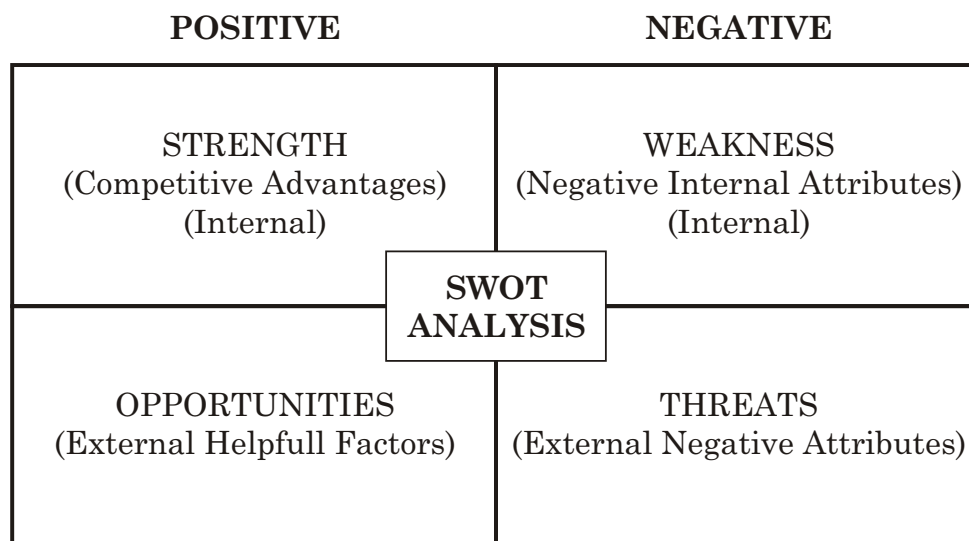 POSITIVE
NEGATIVE
STRENGTH
(Competitive Advantages)
(Internal)
WEAKNESS
(Negative Internal Attributes)
(Internal)
SWOT
ANALYSIS
OPPORTUNITIES
(External Helpfull Factors)
THREATS
(External Negative Attributes)